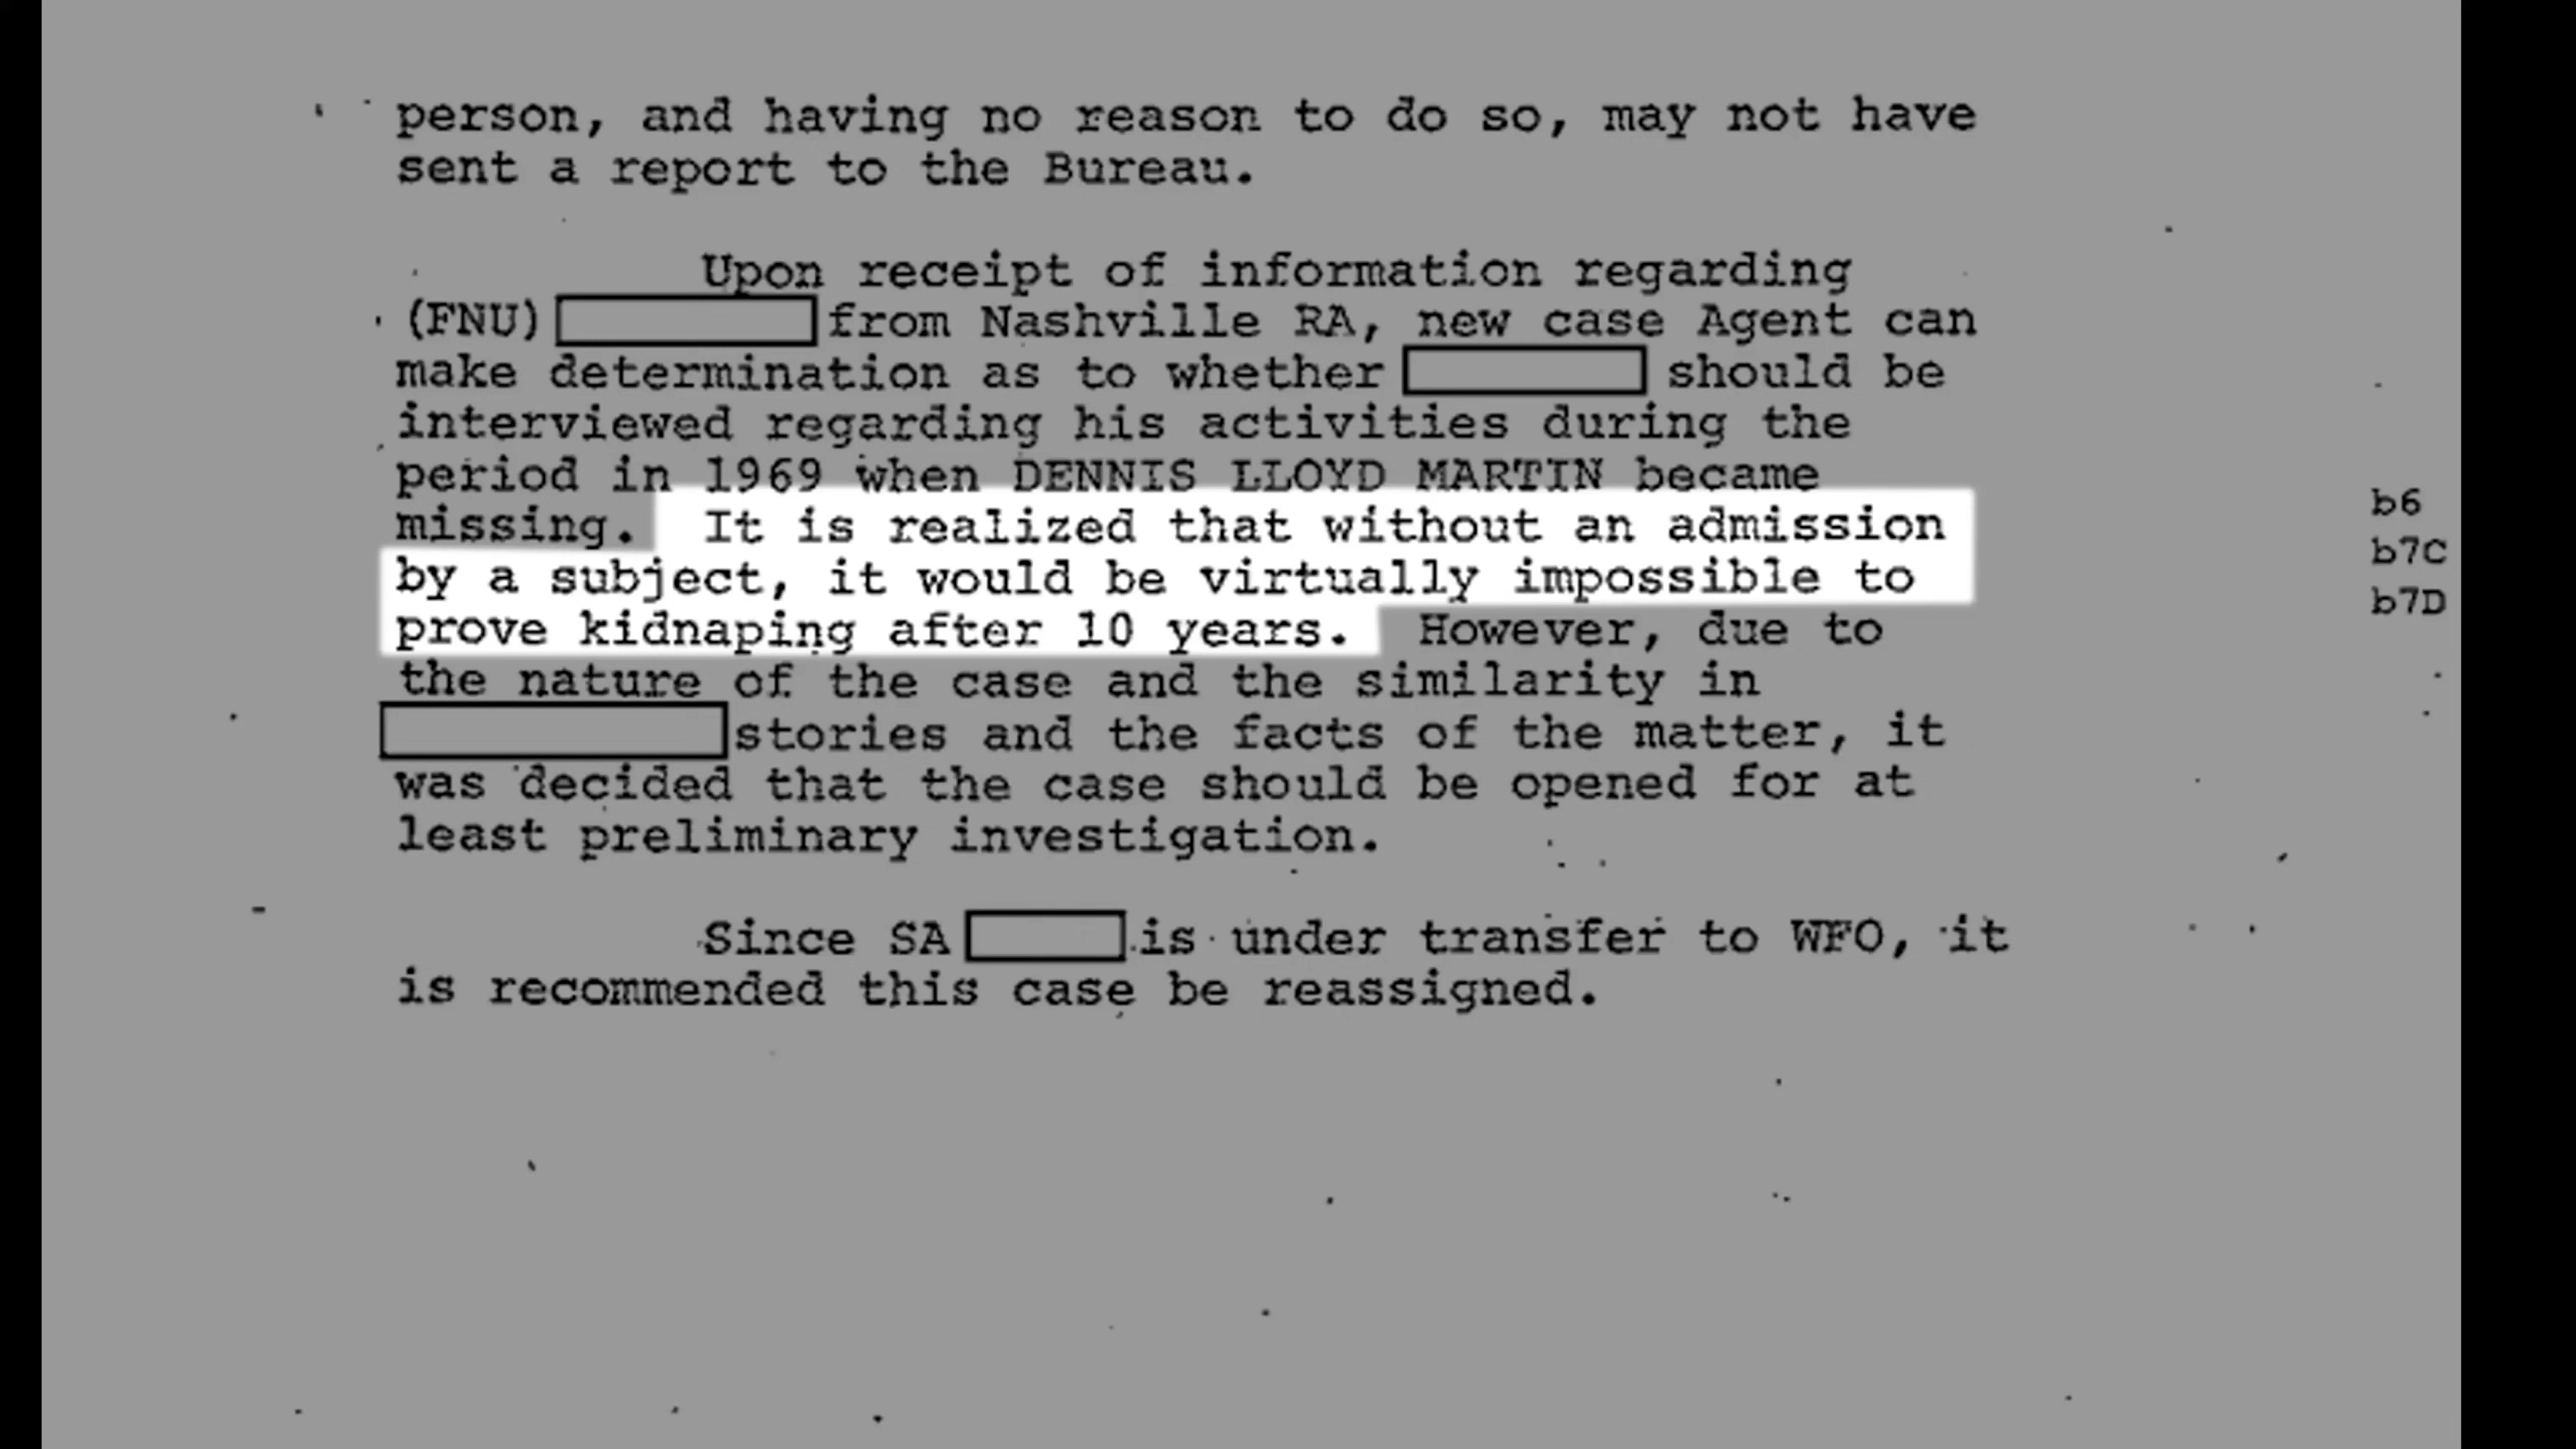 person, and having no reason to do so, may not have
sent a report to the Bureau.
Upon receipt of information regarding
(FNU) from Nashville RA, new case Agent can
make determination as to whether should be
interviewed regarding his activities during the
period in 1969 when DENNIS LLOYD MARTIN became
missing. It is realized that without an admission
by a subject, it would be virtually impossible to
prove kidnaping after 10 years. However, due to
the nature of the case and the similarity in
stories and the facts of the matter, it
was decided that the case should be opened for at
least preliminary investigation.
Since SA is under transfer to WFO, it
is recommended this case be reassigned.
b6
b7C
b7D